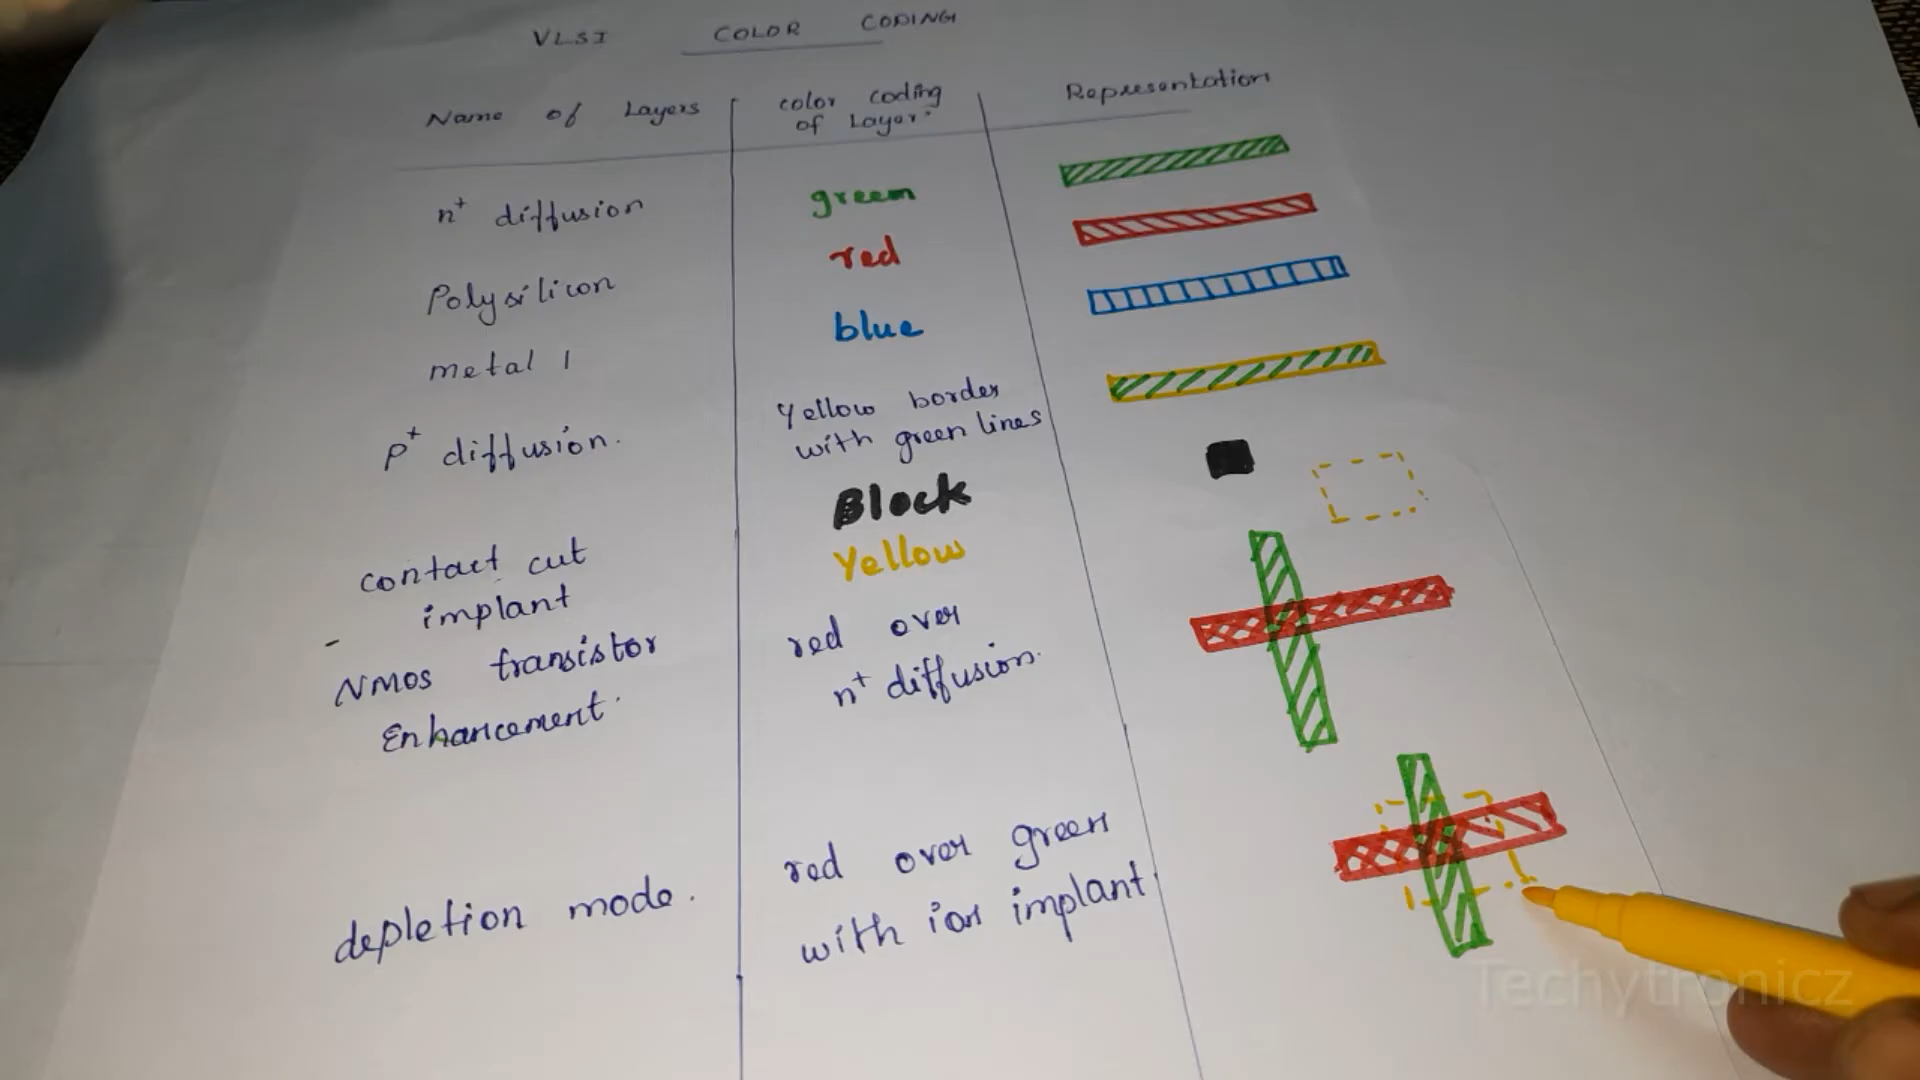 VLSI COLOR CODING
Name of Layers
color coding
of Layer
Representation
n+ diffusion
green
Polysilicon
red
metal 1
blue
p+ diffusion.
Yellow border
with green lines
contact cut
Block
implant
Yellow
NMOS transistor
Enhancement
red over
n+ diffusion.
depletion mode.
red over green
with ion implant
Techytronicz